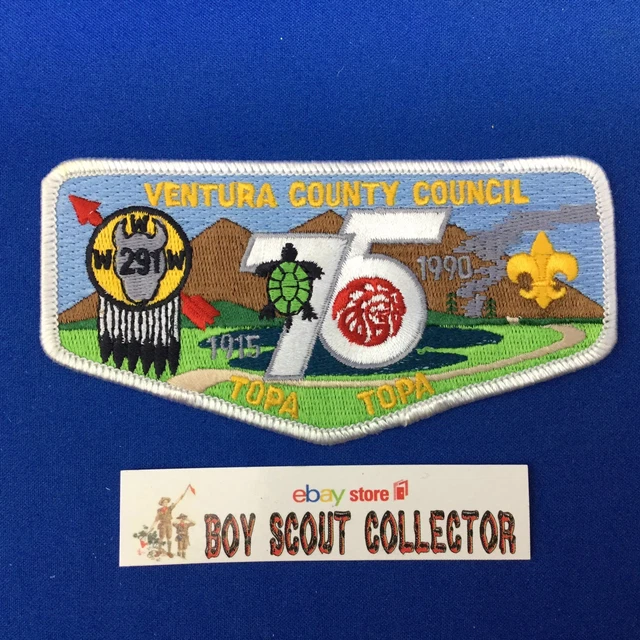 VENTURA COUNTY COUNCIL
W
W 291 W
75
1990
1915
TOPA TOPA
ebay store
BOY SCOUT COLLECTOR